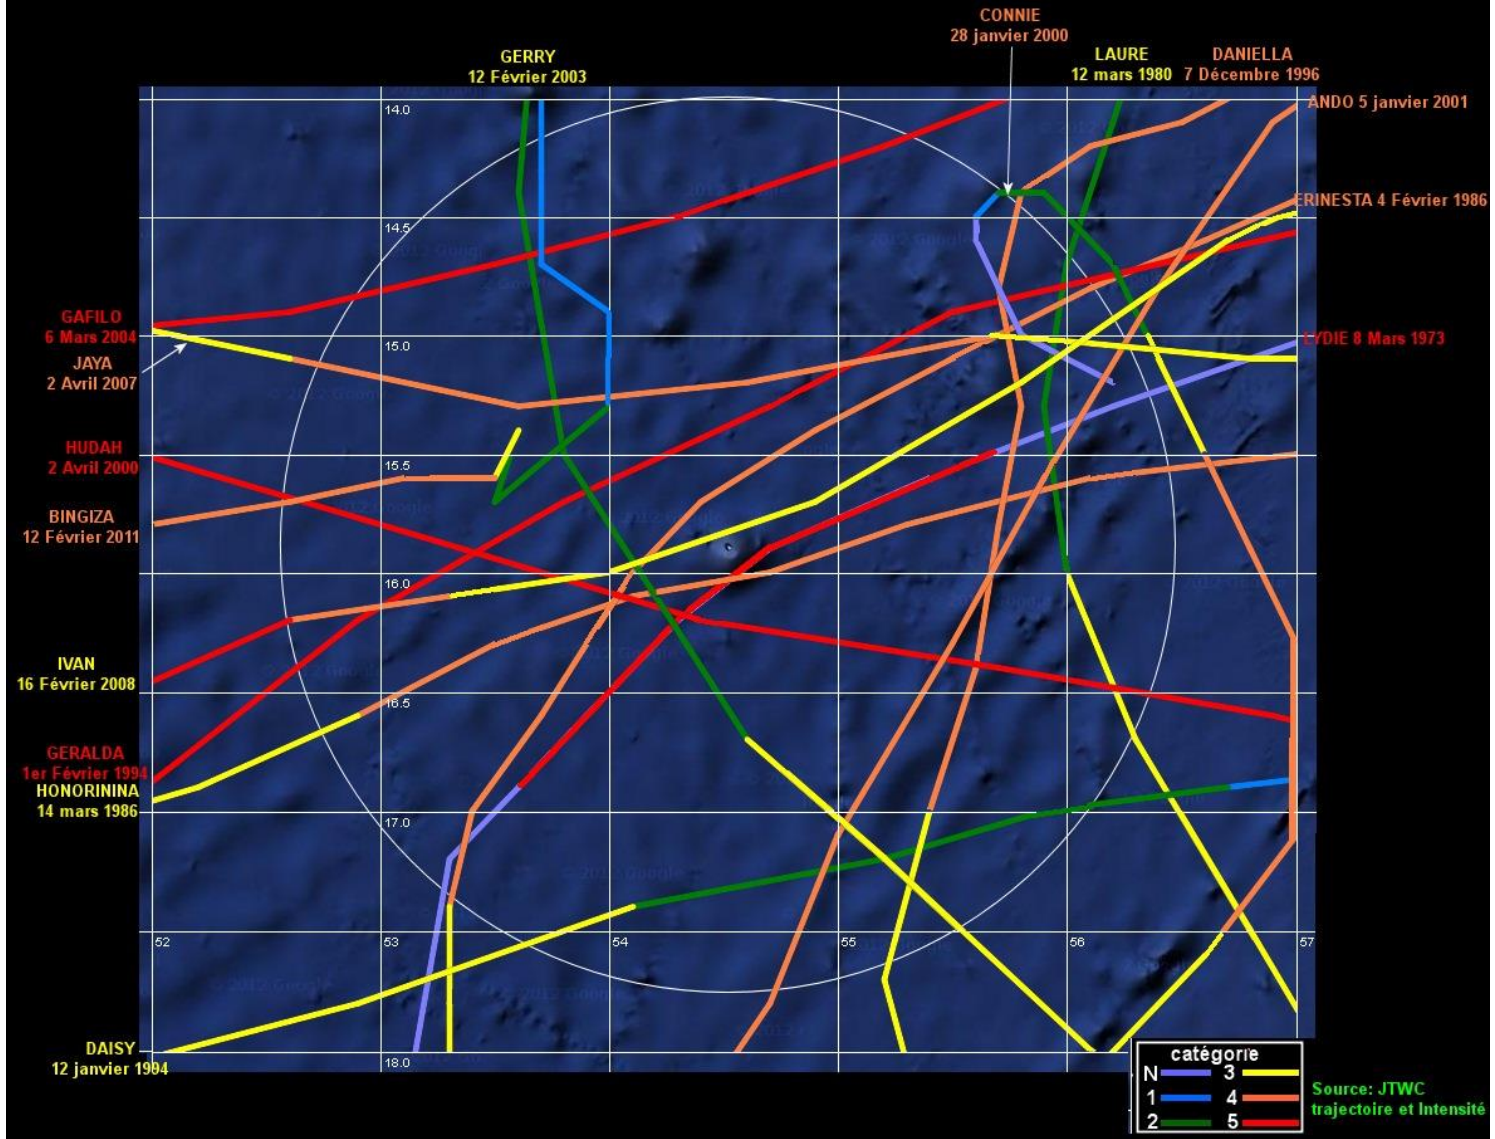 CONNIE
28 janvier 2000
GERRY
12 Février 2003
LAURE
12 mars 1980
DANIELLA
7 Décembre 1996
ANDO 5 janvier 2001
14.0
ERINESTA 4 Février 1986
14.5
GAFILO
6 Mars 2004
LYDIE 8 Mars 1973
15.0
JAYA
2 Avril 2007
HUDAH
2 Avril 2000
15.5
BINGIZA
12 Février 2011
16.0
IVAN
16 Février 2008
16.5
GERALDA
1er Février 1994
HONORININA
14 mars 1986
17.0
52
53
54
55
56
57
DAISY
12 janvier 1994
18.0
catégorie
N 3
1 4
2 5
Source: JTWC
trajectoire et Intensité